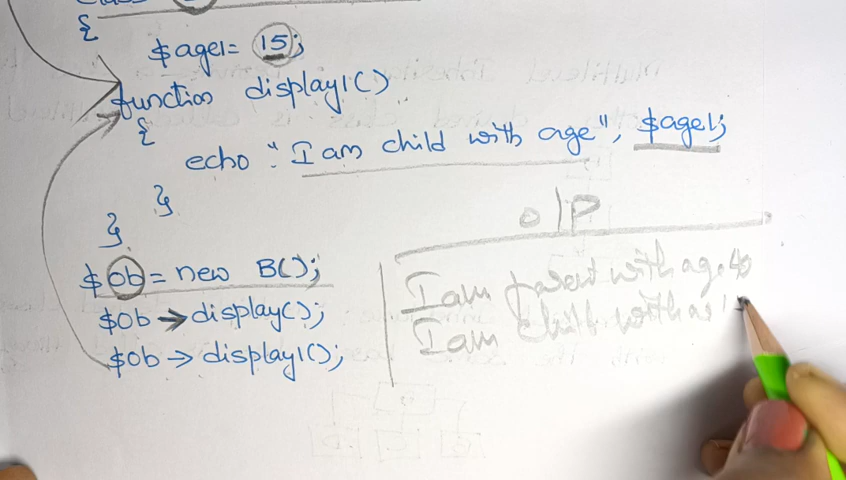 {
$age1= 15;
function display1()
{
echo "I am child with age", $age1;
}
}
$ob = new B();
$ob → display();
$ob → display1();
o/P
I am parent with age 40
I am child with